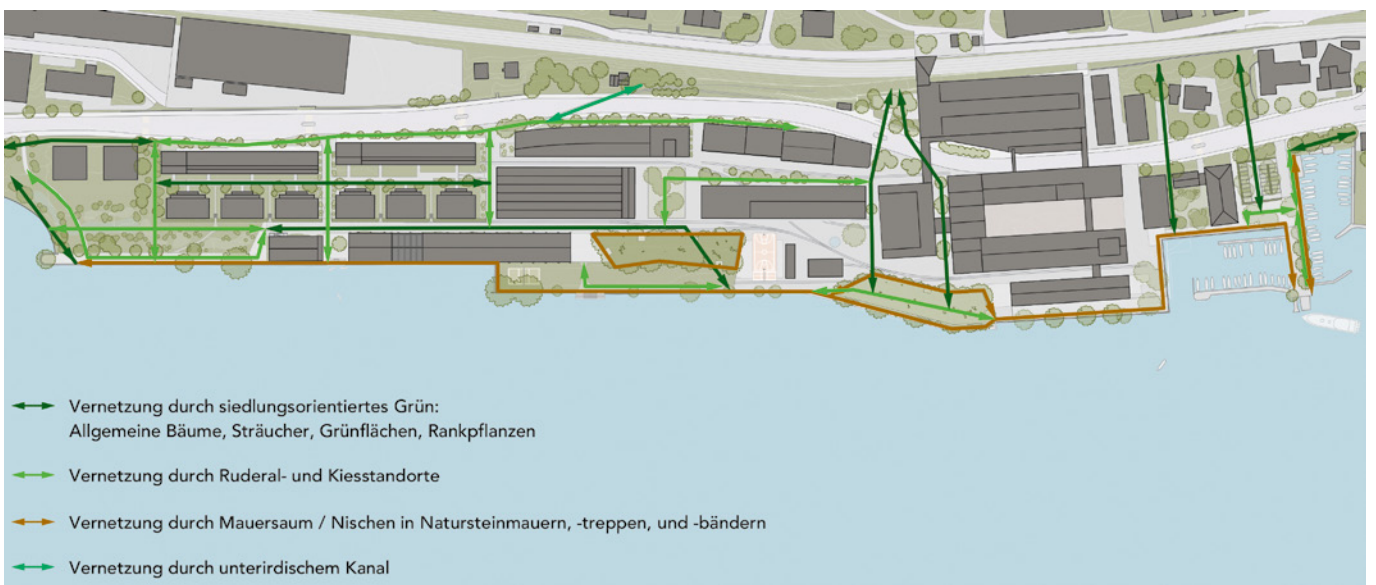 Vernetzung durch siedlungsorientiertes Grün:
Allgemeine Bäume, Sträucher, Grünflächen, Rankpflanzen
Vernetzung durch Ruderal- und Kiesstandorte
Vernetzung durch Mauersaum / Nischen in Natursteinmauern, -treppen, und -bändern
Vernetzung durch unterirdischem Kanal